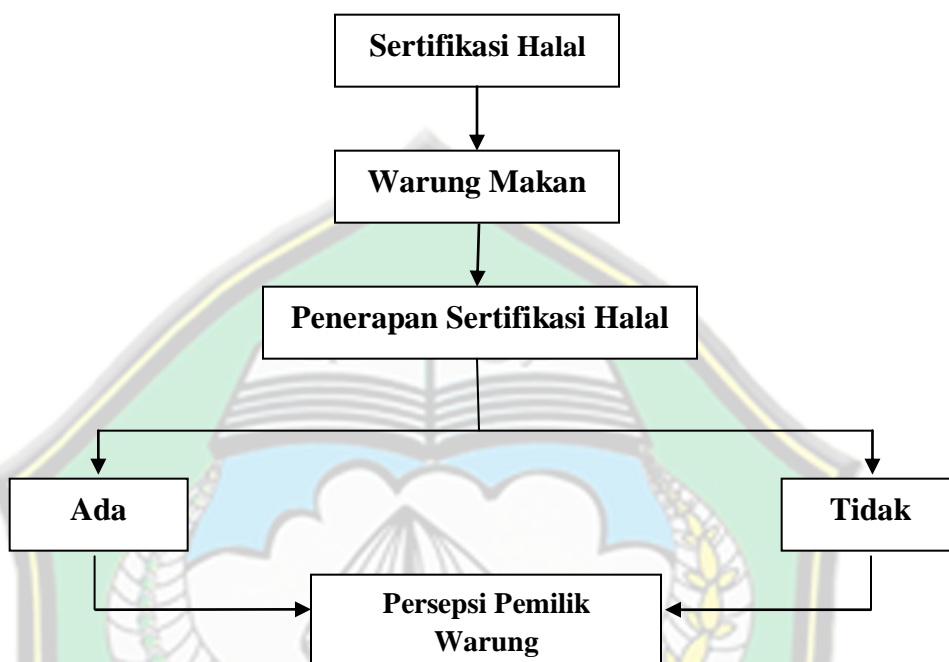 Sertifikasi Halal
Warung Makan
Penerapan Sertifikasi Halal
Ada
Tidak
Persepsi Pemilik
Warung